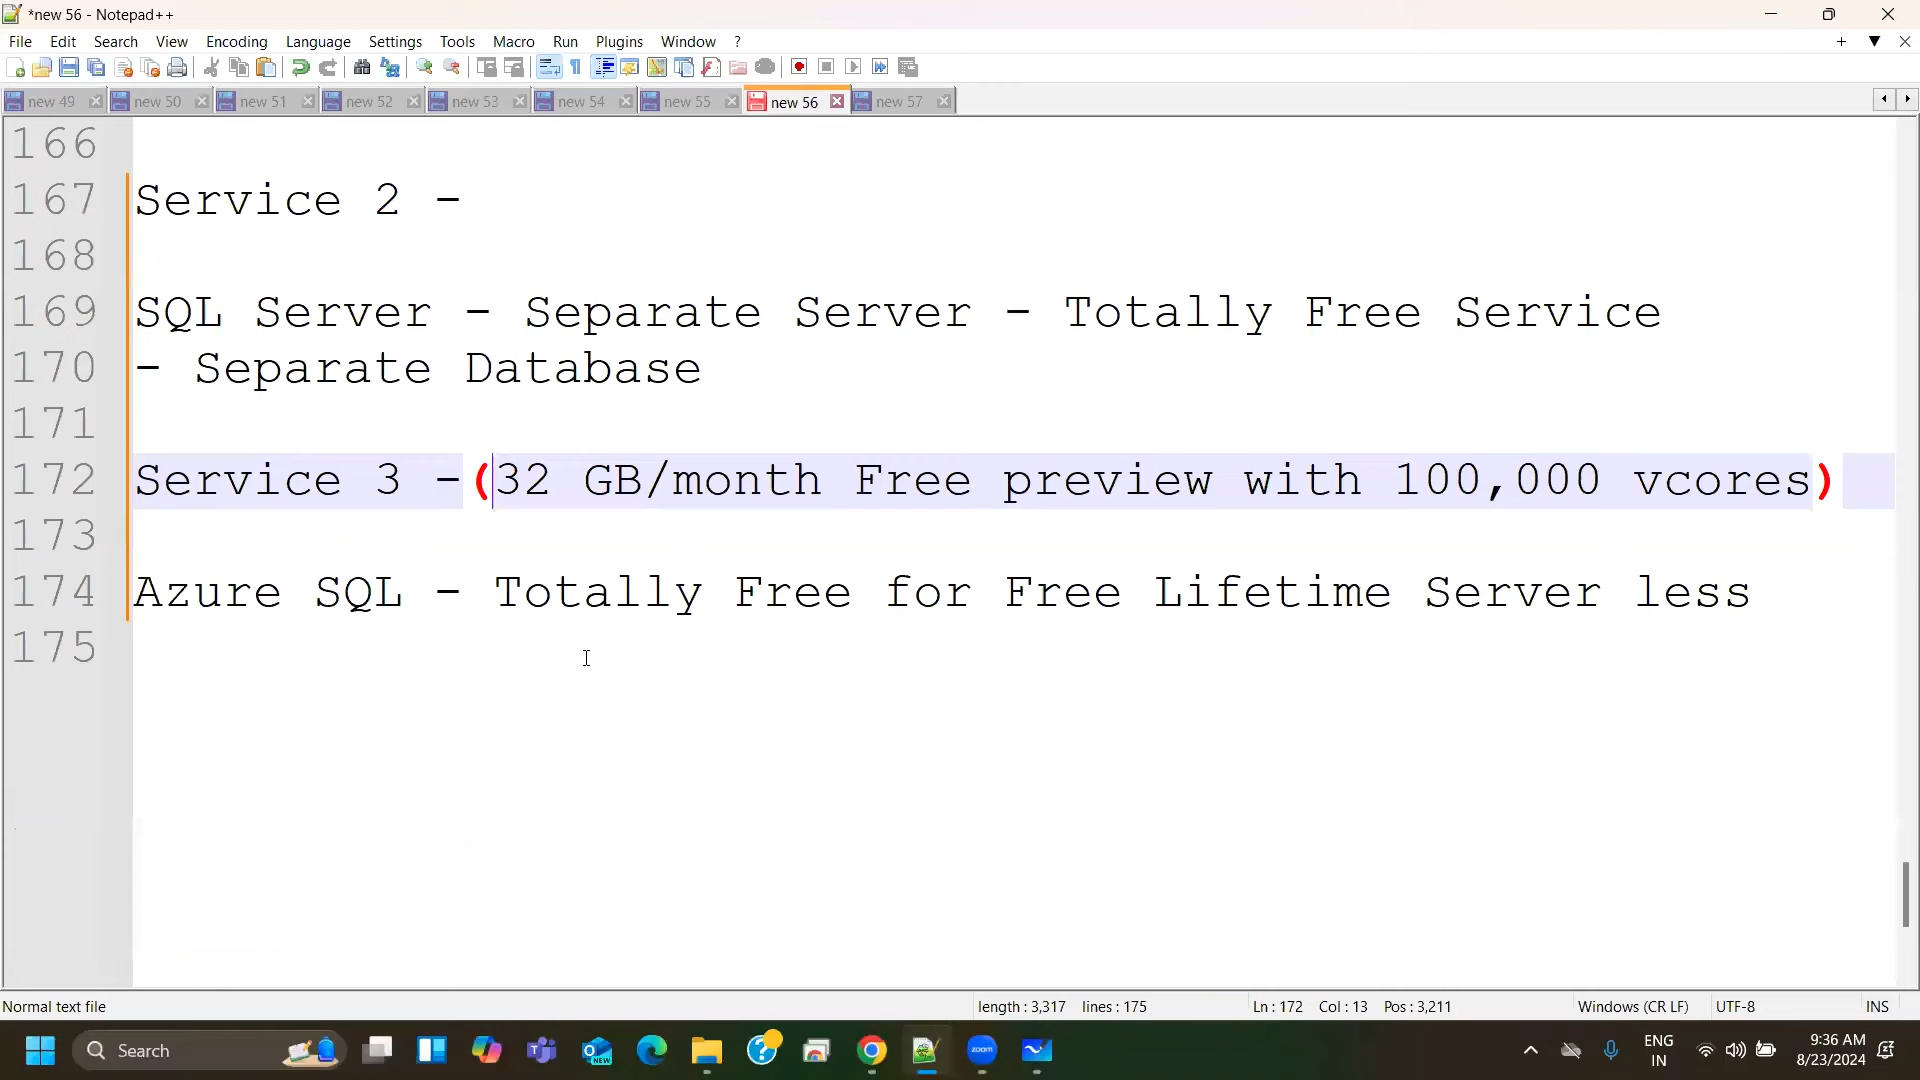 *new 56 - Notepad++
File Edit Search View Encoding Language Settings Tools Macro Run Plugins Window ?
new 49 new 50 new 51 new 52 new 53 new 54 new 55 new 56 new 57
166
167 Service 2 -
168
169 SQL Server - Separate Server - Totally Free Service
170 - Separate Database
171
172 Service 3 -(32 GB/month Free preview with 100,000 vcores)
173
174 Azure SQL - Totally Free for Free Lifetime Server less
175
Normal text file length : 3,317 lines : 175 Ln : 172 Col : 13 Pos : 3,211 Windows (CR LF) UTF-8 INS
Search NEW zoom ENG 9:36 AM
IN 8/23/2024